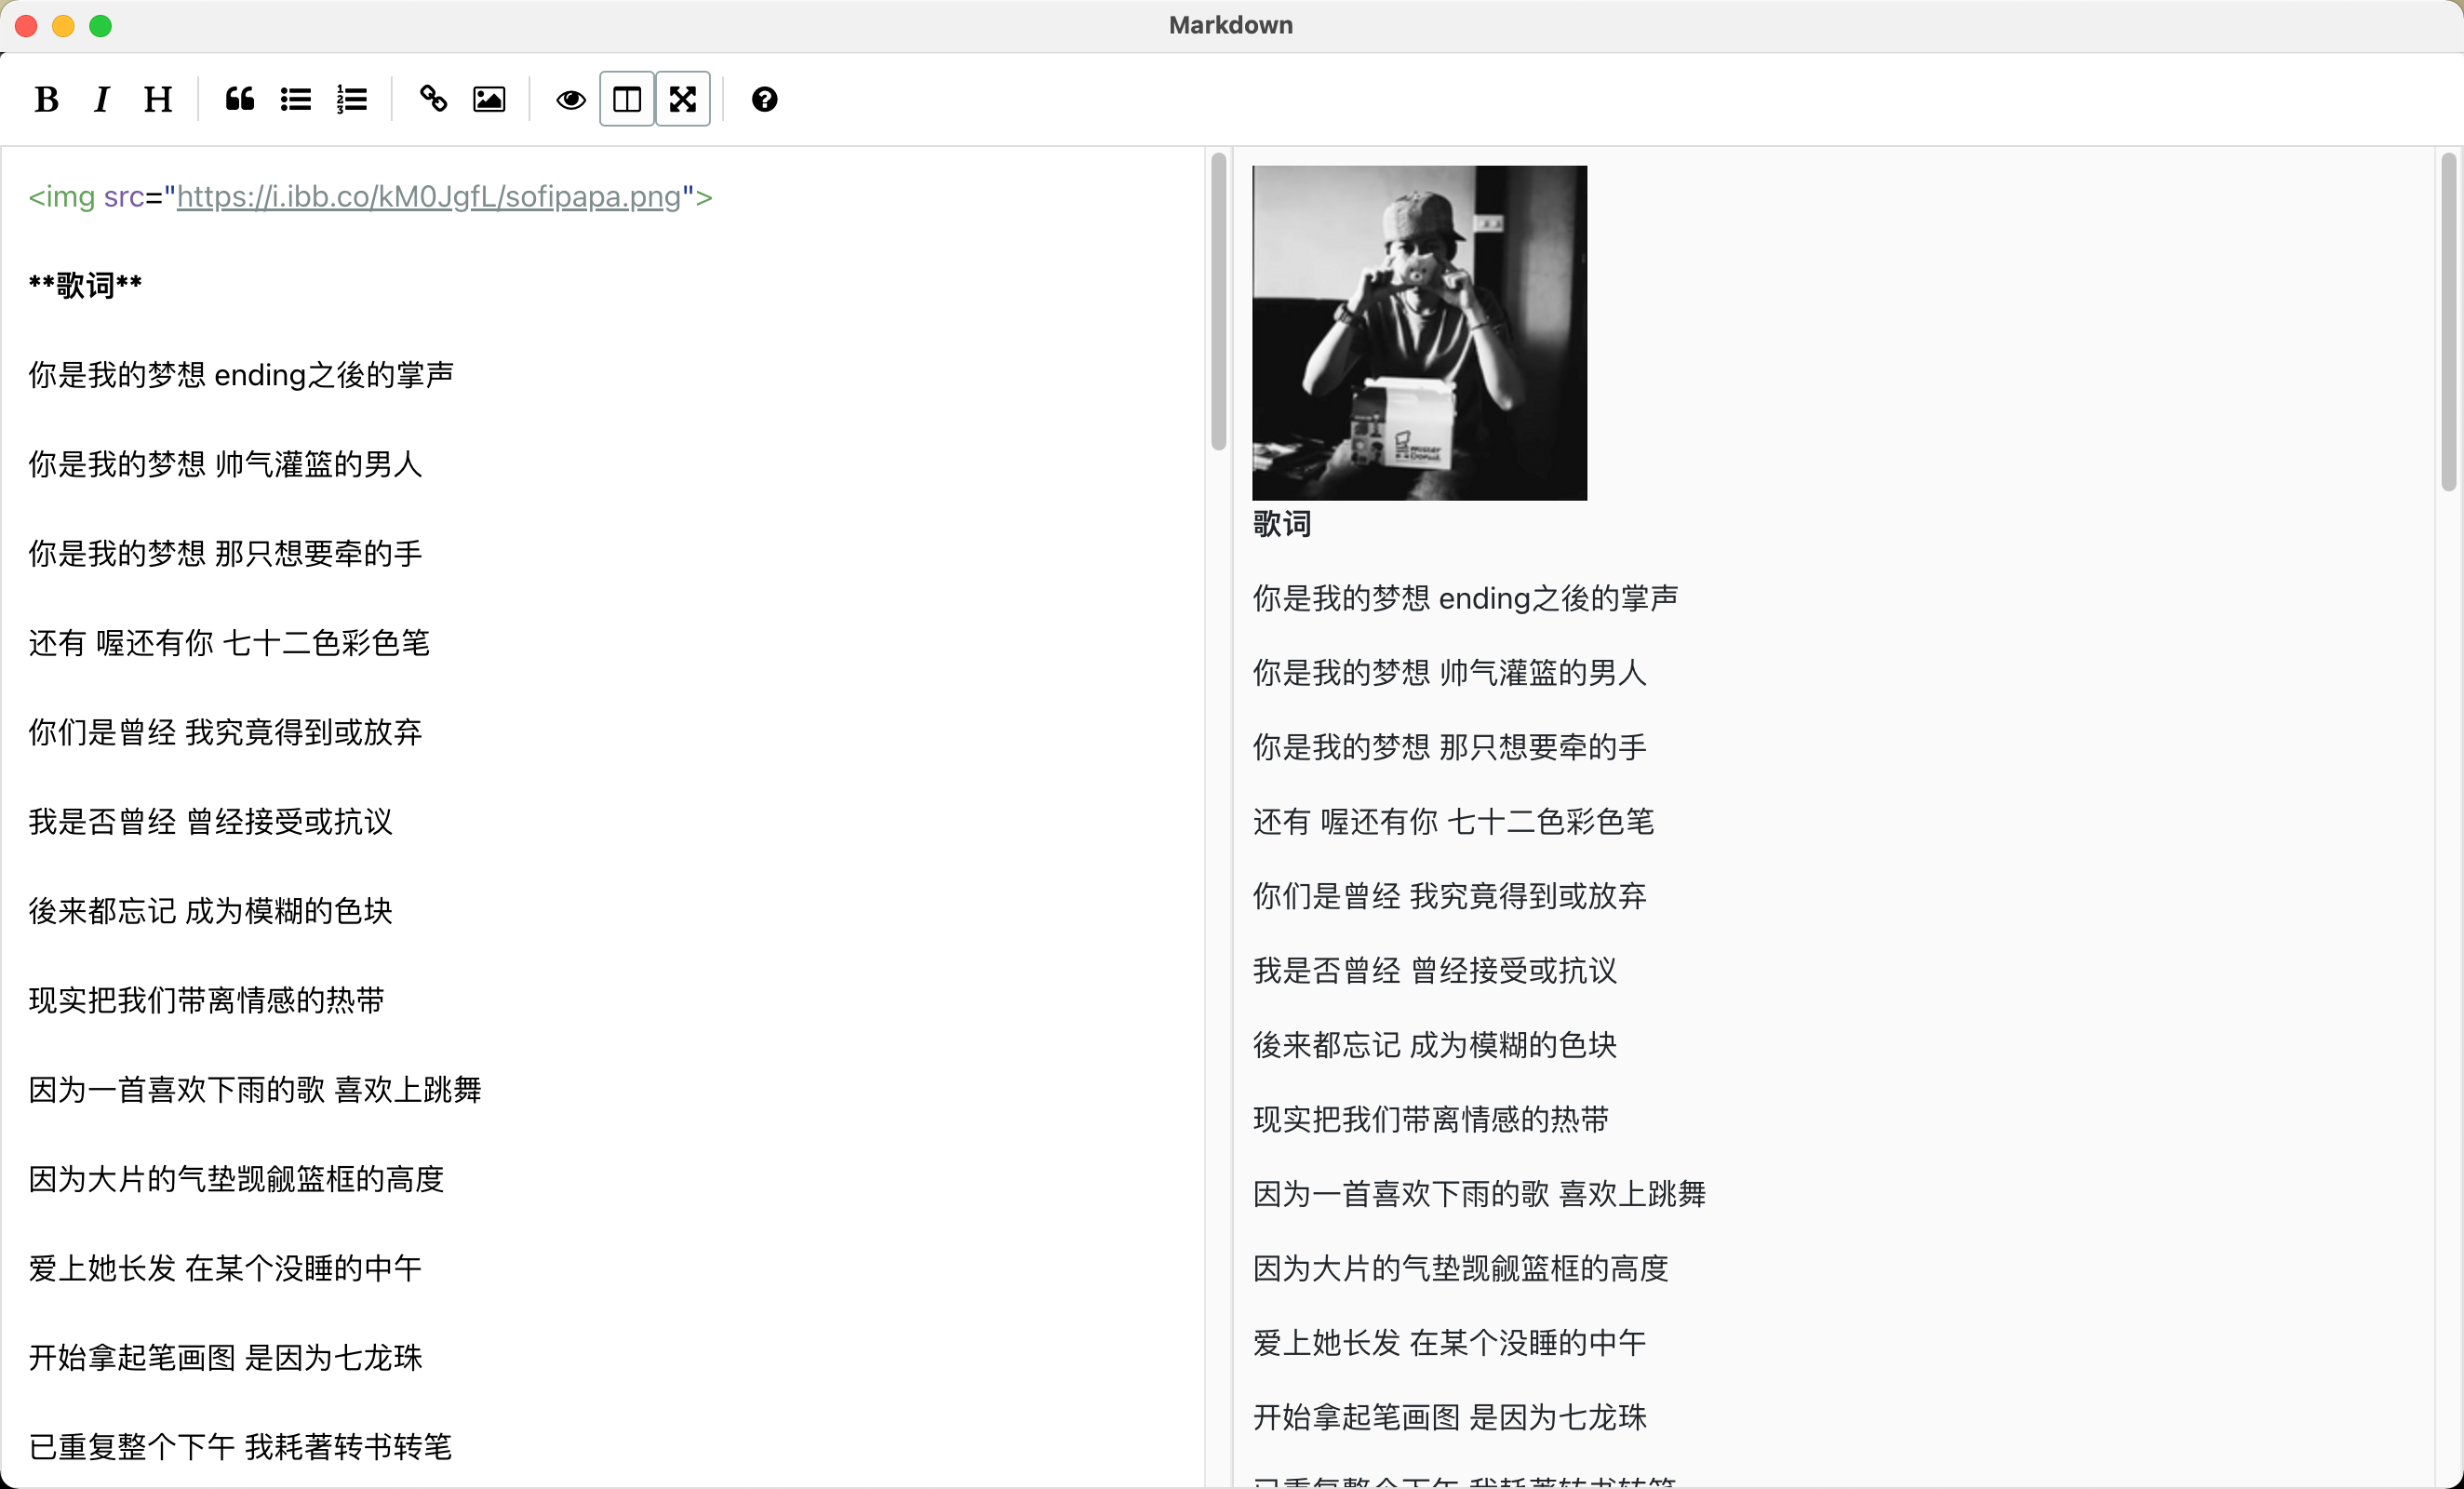 Markdown
B I H
<img src="https://i.ibb.co/kM0JgfL/sofipapa.png">
**歌词**
你是我的梦想 ending之後的掌声
你是我的梦想 帅气灌篮的男人
你是我的梦想 那只想要牵的手
还有 喔还有你 七十二色彩色笔
你们是曾经 我究竟得到或放弃
我是否曾经 曾经接受或抗议
後来都忘记 成为模糊的色块
现实把我们带离情感的热带
因为一首喜欢下雨的歌 喜欢上跳舞
因为大片的气垫觊觎篮框的高度
爱上她长发 在某个没睡的中午
开始拿起笔画图 是因为七龙珠
已重复整个下午 我耗著转书转笔
mister Donut
歌词
你是我的梦想 ending之後的掌声
你是我的梦想 帅气灌篮的男人
你是我的梦想 那只想要牵的手
还有 喔还有你 七十二色彩色笔
你们是曾经 我究竟得到或放弃
我是否曾经 曾经接受或抗议
後来都忘记 成为模糊的色块
现实把我们带离情感的热带
因为一首喜欢下雨的歌 喜欢上跳舞
因为大片的气垫觊觎篮框的高度
爱上她长发 在某个没睡的中午
开始拿起笔画图 是因为七龙珠
已重复整个下午 我耗著转书转笔